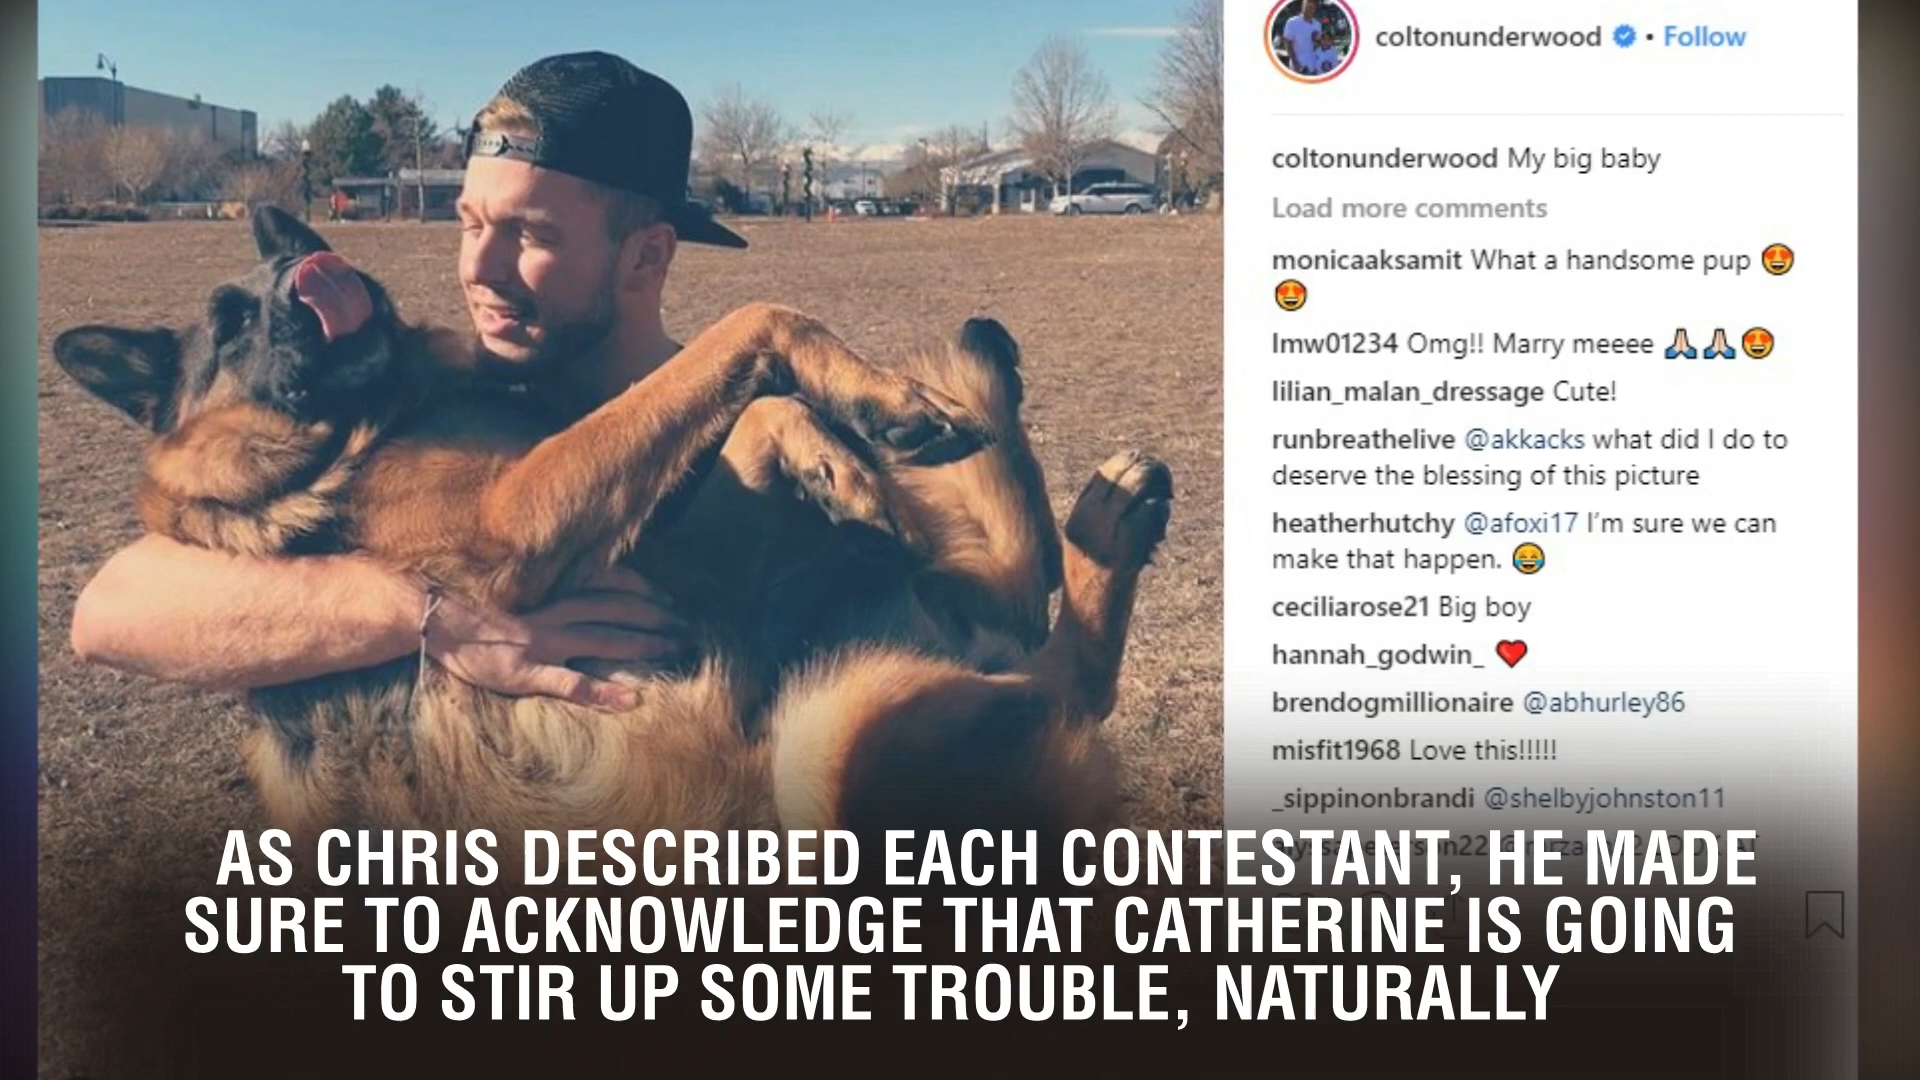 coltonunderwood • Follow
coltonunderwood My big baby
Load more comments
monicaaksamit What a handsome pup 😍
😍
lmw01234 Omg!! Marry meeee 🙏🏻🙏🏻😍
lilian_malan_dressage Cute!
runbreathelive @akkacks what did I do to
deserve the blessing of this picture
heatherhutchy @afoxi17 I'm sure we can
make that happen. 😂
ceciliarose21 Big boy
hannah_godwin_ ❤️
brendogmillionaire @abhurley86
misfit1968 Love this!!!!!
_sippinonbrandi @shelbyjohnston11
AS CHRIS DESCRIBED EACH CONTESTANT, HE MADE
SURE TO ACKNOWLEDGE THAT CATHERINE IS GOING
TO STIR UP SOME TROUBLE, NATURALLY